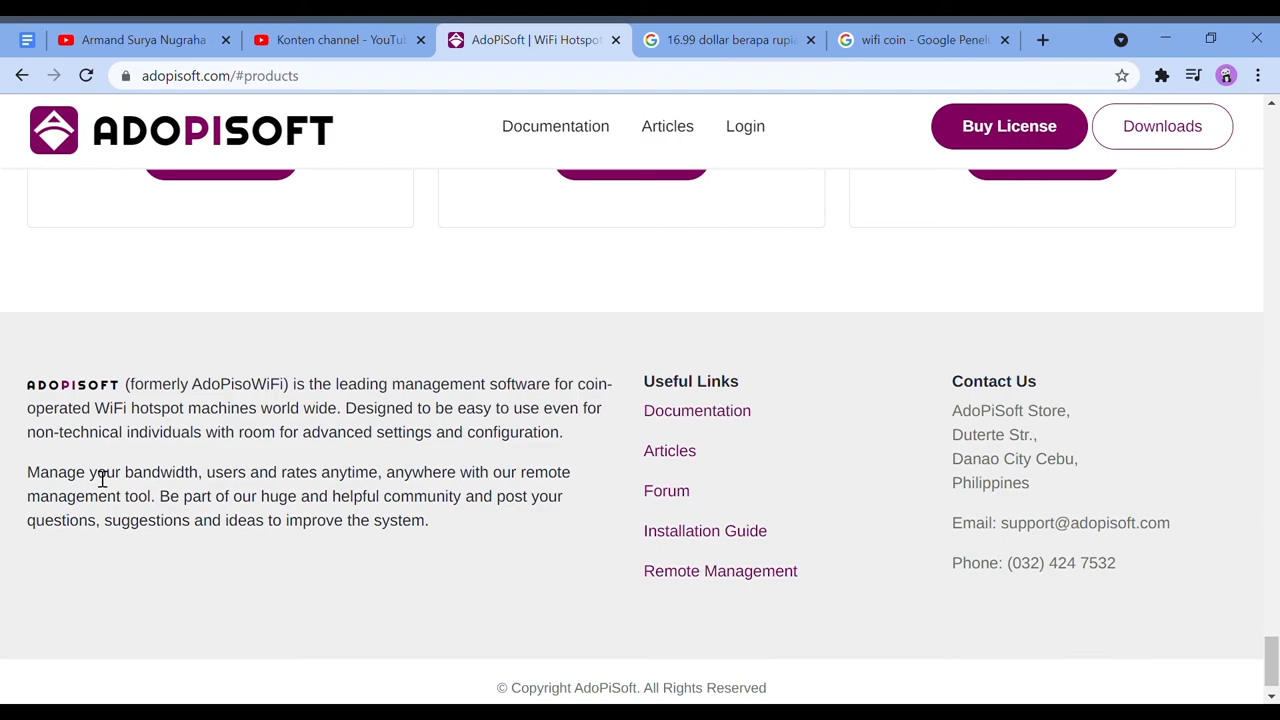 Armand Surya Nugraha
Konten channel - YouTu
AdoPiSoft | WiFi Hotspot
16.99 dollar berapa rupia
wifi coin - Google Penelu
adopisoft.com/#products
ADOPISOFT
Documentation
Articles
Login
Buy License
Downloads
ADOPISOFT (formerly AdoPisoWiFi) is the leading management software for coin-
operated WiFi hotspot machines world wide. Designed to be easy to use even for
non-technical individuals with room for advanced settings and configuration.
Manage your bandwidth, users and rates anytime, anywhere with our remote
management tool. Be part of our huge and helpful community and post your
questions, suggestions and ideas to improve the system.
Useful Links
Documentation
Articles
Forum
Installation Guide
Remote Management
Contact Us
AdoPiSoft Store,
Duterte Str.,
Danao City Cebu,
Philippines
Email: support@adopisoft.com
Phone: (032) 424 7532
© Copyright AdoPiSoft. All Rights Reserved